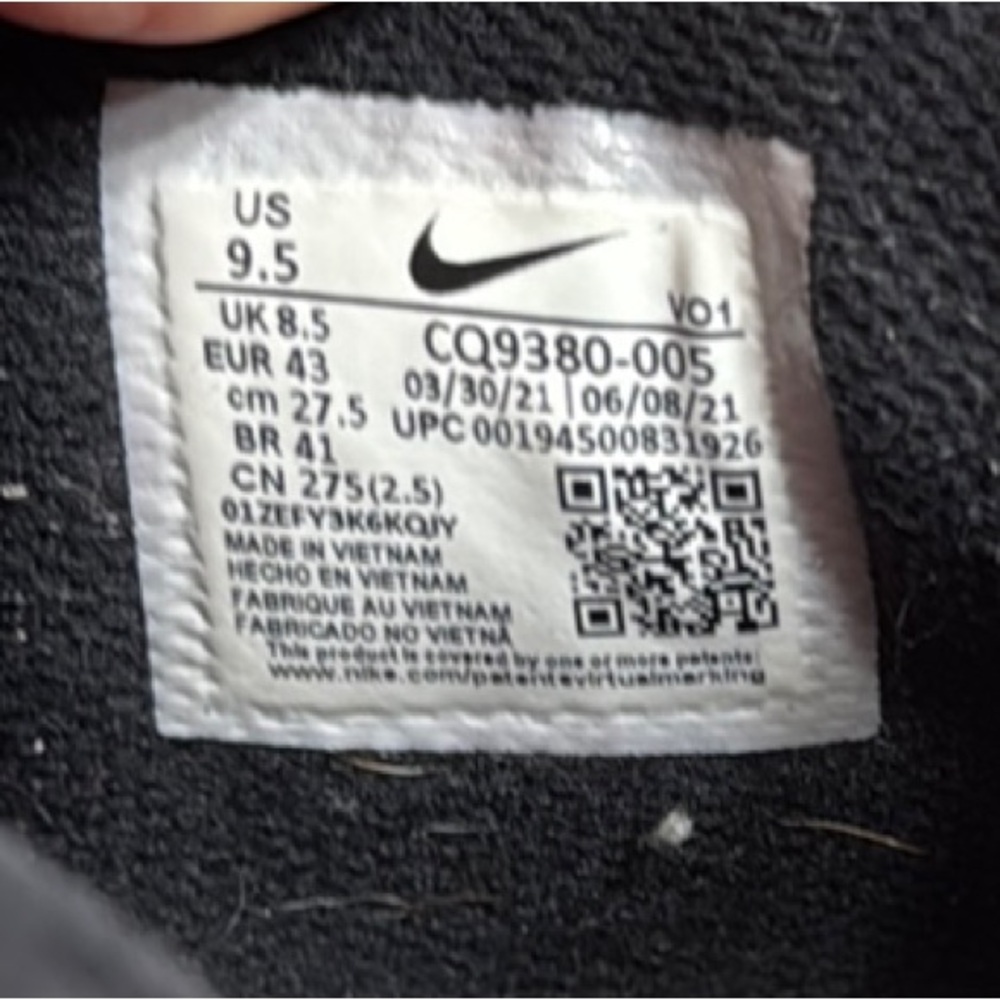 US
9.5
VO1
UK 8.5
CQ9380-005
EUR 43
03/30/21 | 06/08/21
cm 27.5
UPC 00194500831926
BR 41
CN 275(2.5)
01ZEFY3K6KQJY
MADE IN VIETNAM
HECHO EN VIETNAM
FABRIQUE AU VIETNAM
FABRICADO NO VIETNÃ
This product is covered by one or more patents:
www.nike.com/patentsvirtualmarking